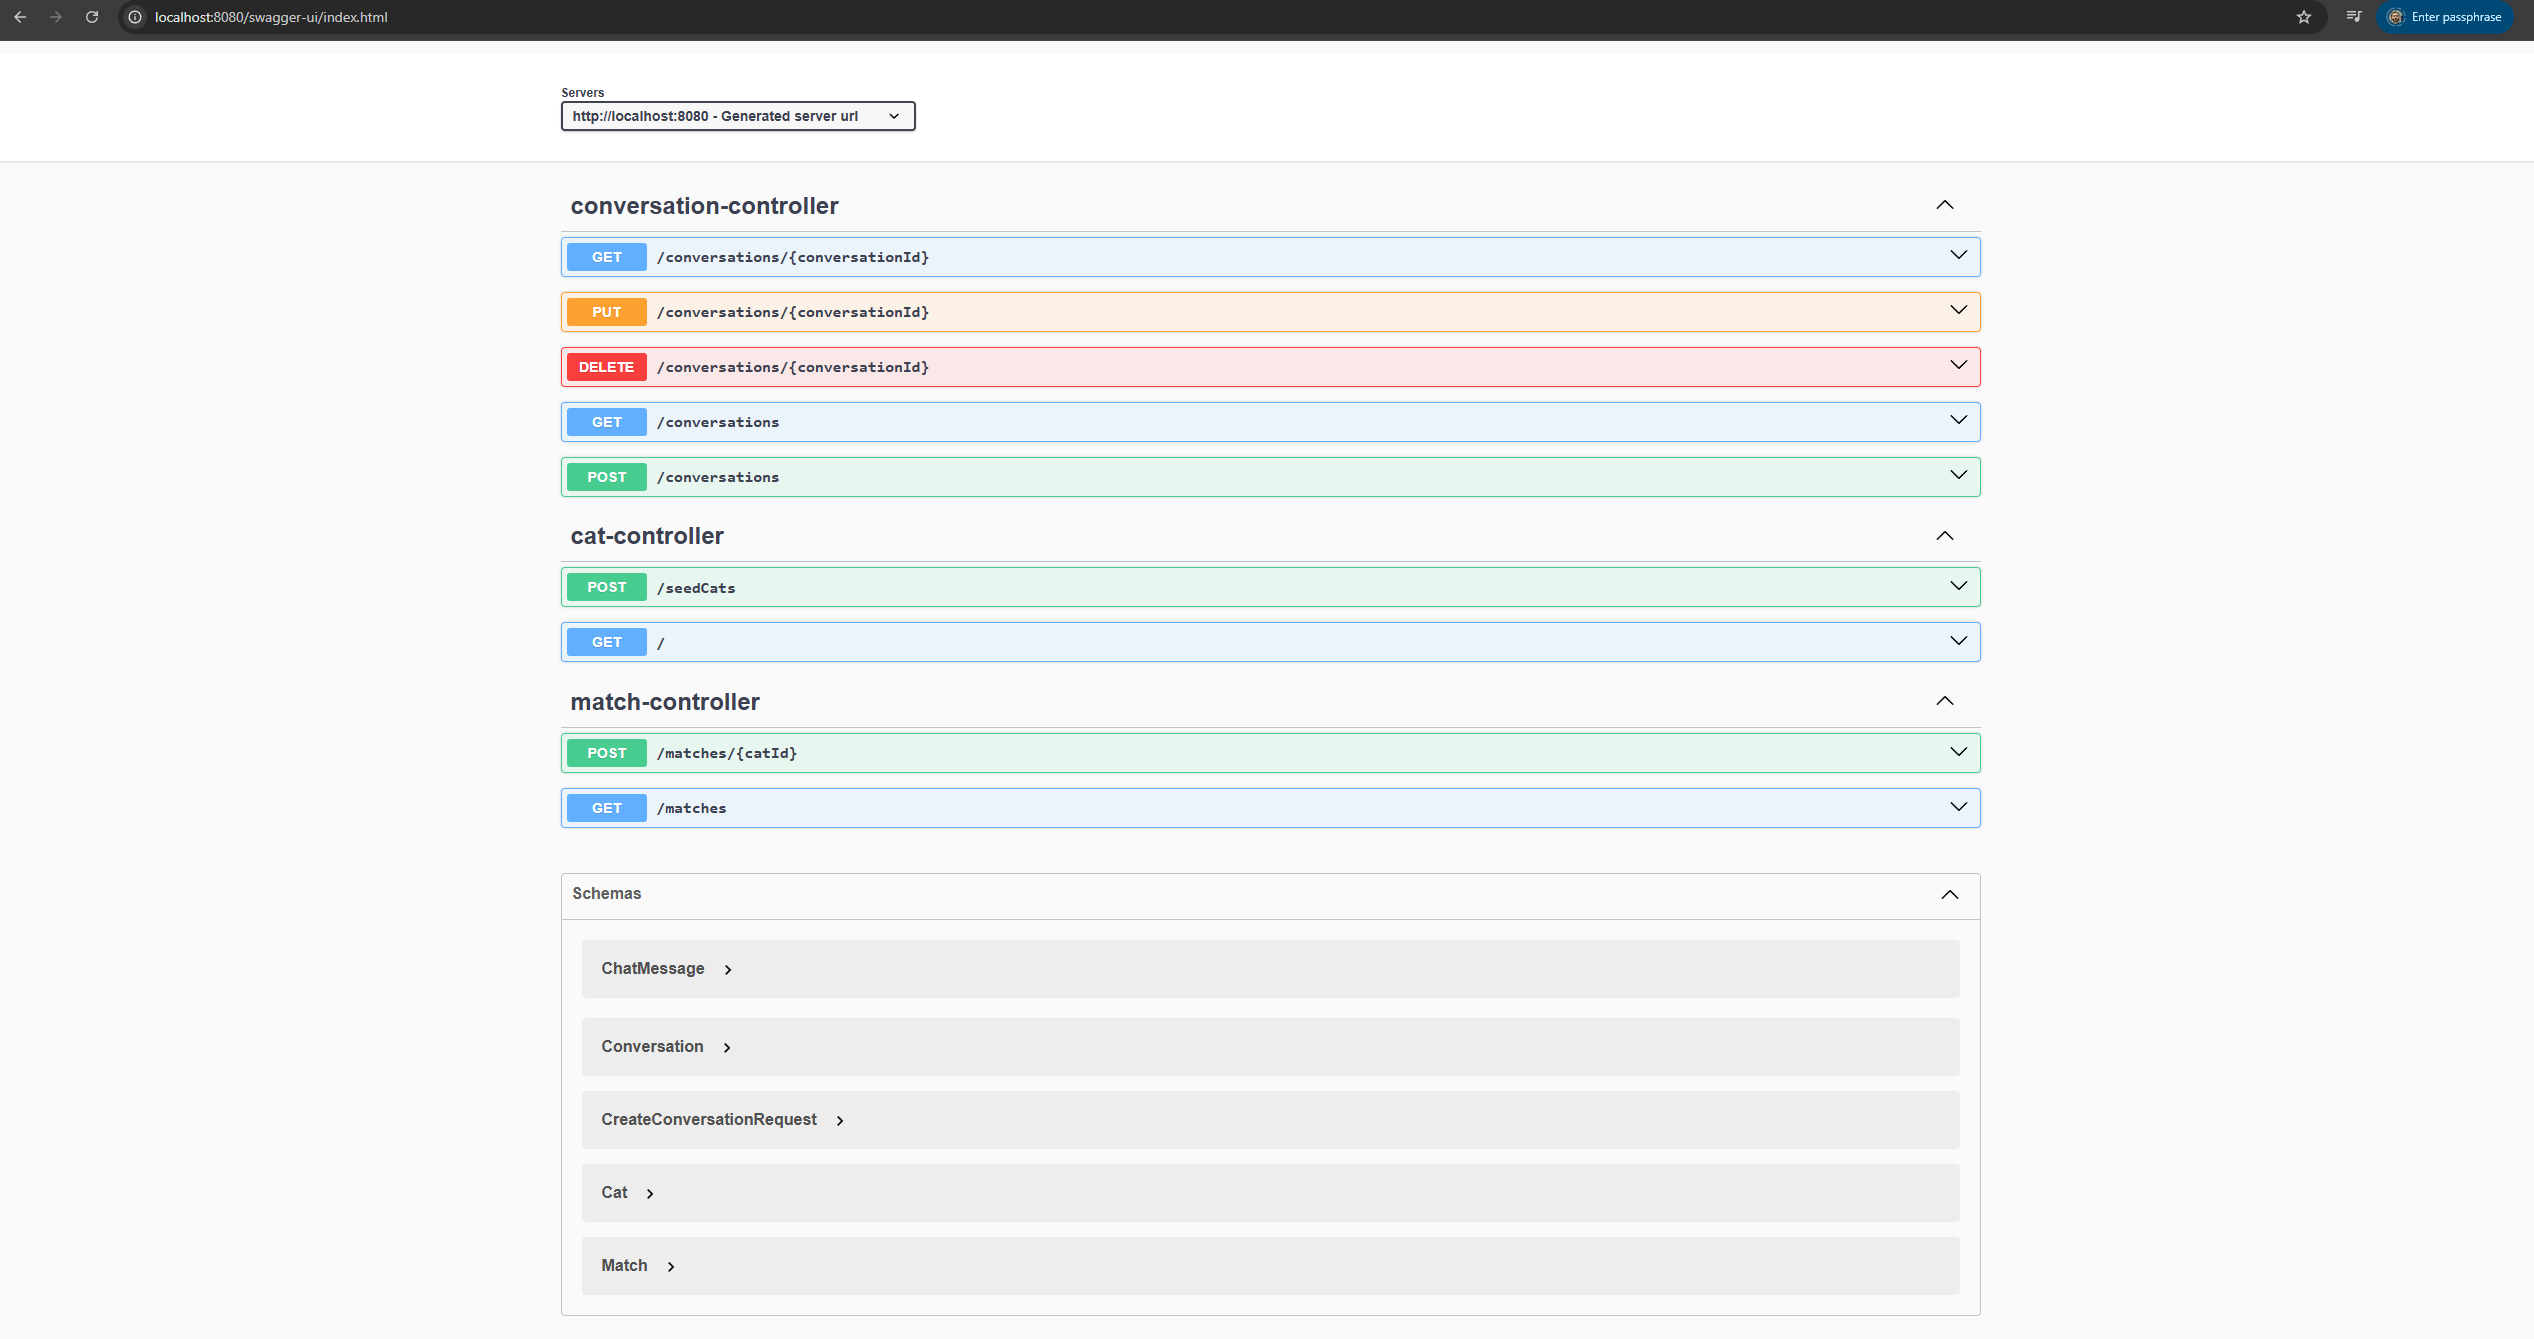 localhost:8080/swagger-ui/index.html
Enter passphrase
Servers
http://localhost:8080 - Generated server url
conversation-controller
GET /conversations/{conversationId}
PUT /conversations/{conversationId}
DELETE /conversations/{conversationId}
GET /conversations
POST /conversations
cat-controller
POST /seedCats
GET /
match-controller
POST /matches/{catId}
GET /matches
Schemas
ChatMessage
Conversation
CreateConversationRequest
Cat
Match